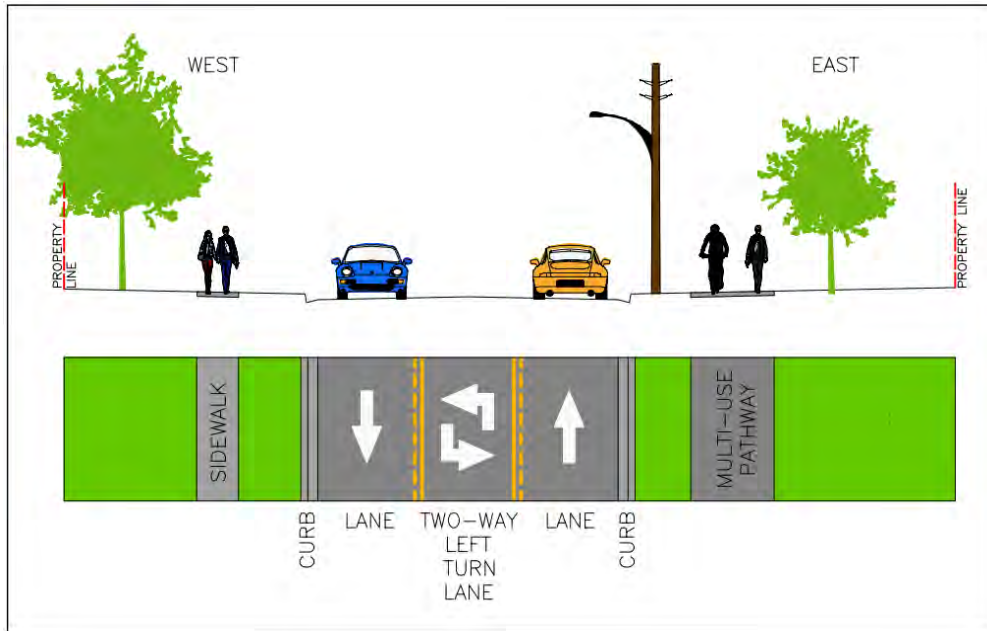 WEST
EAST
PROPERTY
LINE
PROPERTY LINE
SIDEWALK
MULTI-USE
PATHWAY
CURB
LANE
TWO-WAY
LEFT
TURN
LANE
LANE
CURB